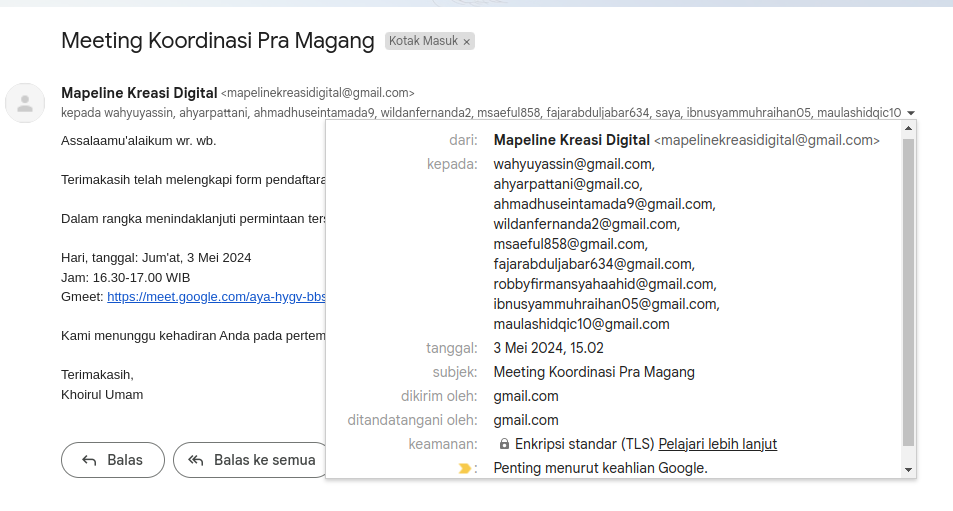 Meeting Koordinasi Pra Magang Kotak Masuk ×
Mapeline Kreasi Digital <mapelinekreasidigital@gmail.com>
kepada wahyuyassin, ahyarpattani, ahmadhuseintamada9, wildanfernanda2, msaeful858, fajarabduljabar634, saya, ibnusyammuhraihan05, maulashidqic10
Assalaamu'alaikum wr. wb.
Terimakasih telah melengkapi form pendaftara
Dalam rangka menindaklanjuti permintaan ters
Hari, tanggal: Jum'at, 3 Mei 2024
Jam: 16.30-17.00 WIB
Gmeet: https://meet.google.com/aya-hygv-bbs
Kami menunggu kehadiran Anda pada pertem
Terimakasih,
Khoirul Umam
Balas
Balas ke semua
dari: Mapeline Kreasi Digital <mapelinekreasidigital@gmail.com>
kepada: wahyuyassin@gmail.com,
ahyarpattani@gmail.co,
ahmadhuseintamada9@gmail.com,
wildanfernanda2@gmail.com,
msaeful858@gmail.com,
fajarabduljabar634@gmail.com,
robbyfirmansyahaahid@gmail.com,
ibnusyammuhraihan05@gmail.com,
maulashidqic10@gmail.com
tanggal: 3 Mei 2024, 15.02
subjek: Meeting Koordinasi Pra Magang
dikirim oleh: gmail.com
ditandatangani oleh: gmail.com
keamanan: Enkripsi standar (TLS) Pelajari lebih lanjut
: Penting menurut keahlian Google.